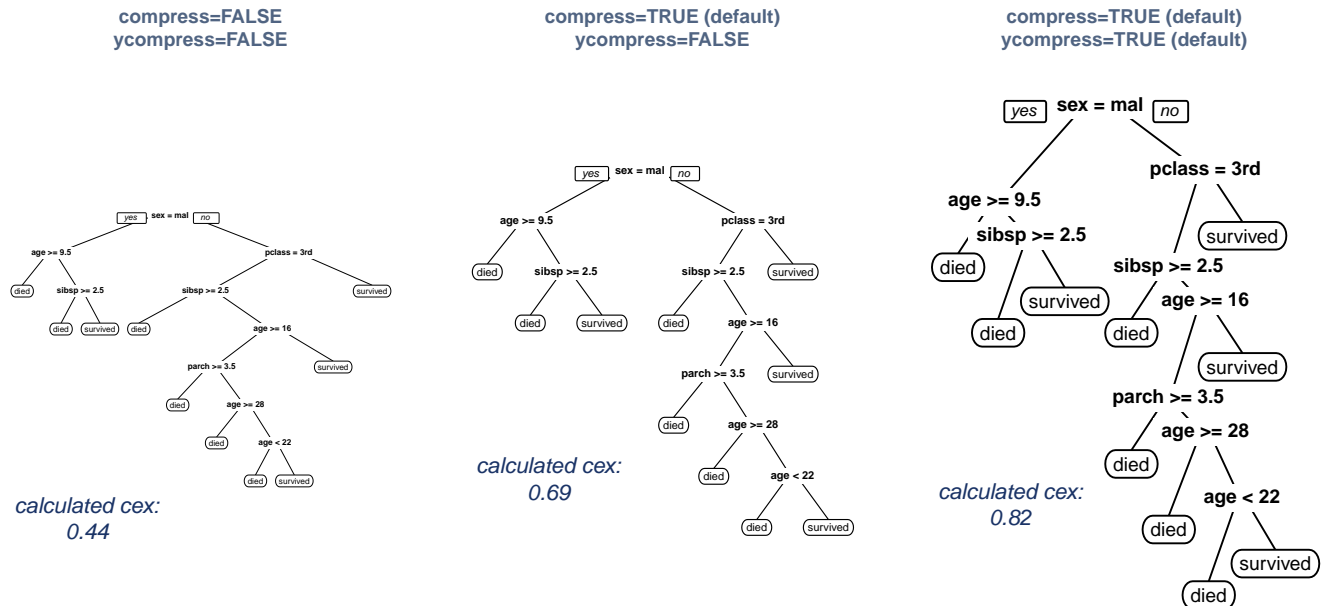 compress=FALSE
ycompress=FALSE
yes
sex = mal
no
age >= 9.5
pclass = 3rd
died
sibsp >= 2.5
sibsp >= 2.5
survived
died
survived
died
age >= 16
parch >= 3.5
survived
died
age >= 28
died
age < 22
died
survived
calculated cex:
0.44
compress=TRUE (default)
ycompress=FALSE
yes
sex = mal
no
age >= 9.5
pclass = 3rd
died
sibsp >= 2.5
sibsp >= 2.5
survived
died
survived
died
age >= 16
parch >= 3.5
survived
died
age >= 28
died
age < 22
died
survived
calculated cex:
0.69
compress=TRUE (default)
ycompress=TRUE (default)
yes
sex = mal
no
pclass = 3rd
age >= 9.5
sibsp >= 2.5
survived
died
sibsp >= 2.5
survived
age >= 16
died
died
survived
parch >= 3.5
age >= 28
died
age < 22
died
survived
died
calculated cex:
0.82